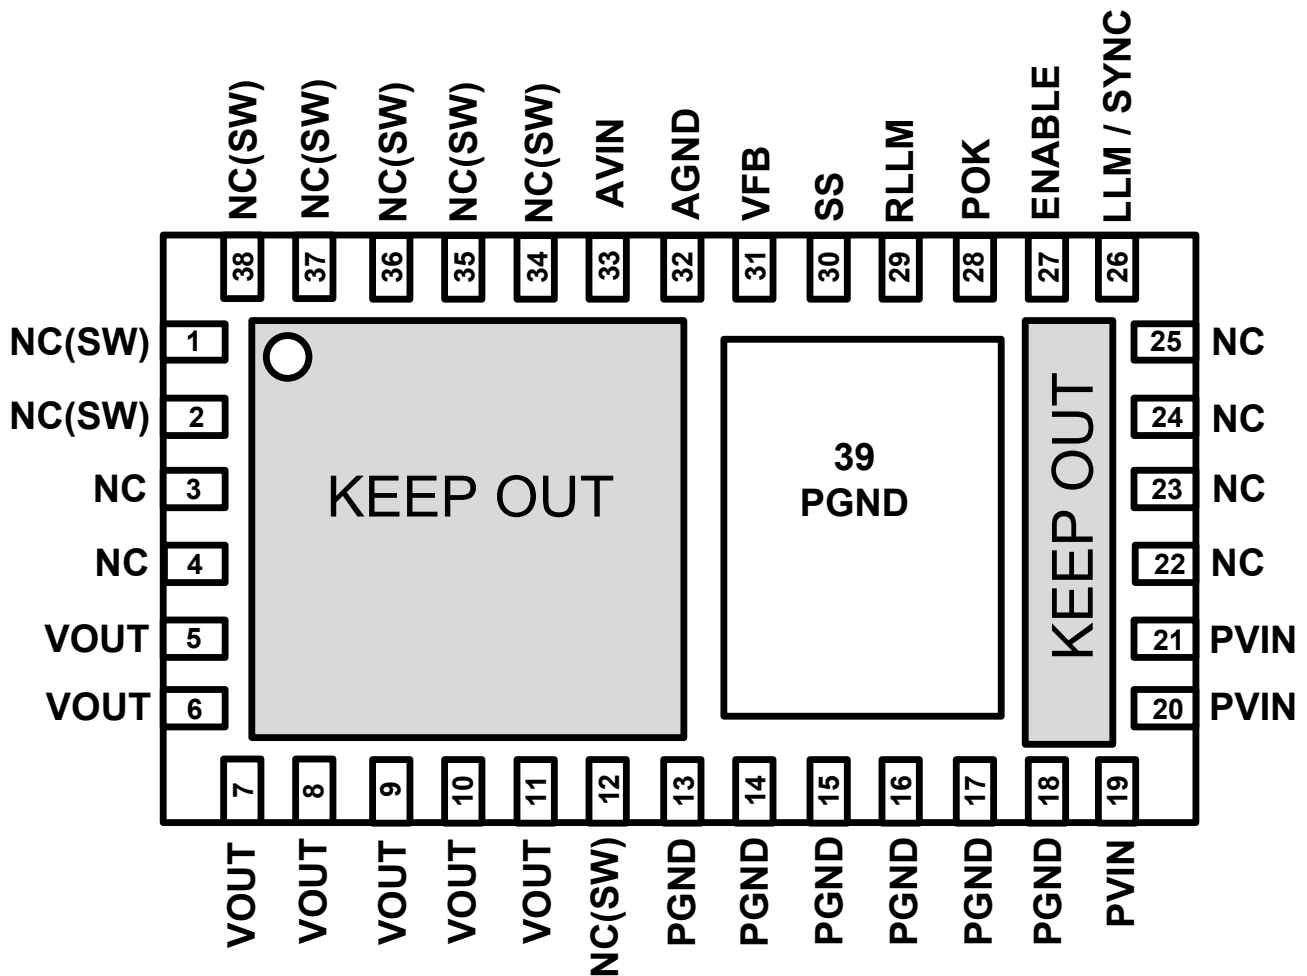 NC(SW) NC(SW) NC(SW) NC(SW) NC(SW) AVIN AGND VFB SS RLLM POK ENABLE LLM / SYNC
38 37 36 35 34 33 32 31 30 29 28 27 26
NC(SW) 1
NC(SW) 2
NC 3
NC 4
VOUT 5
VOUT 6
KEEP OUT
39
PGND
KEEP OUT
25 NC
24 NC
23 NC
22 NC
21 PVIN
20 PVIN
7 8 9 10 11 12 13 14 15 16 17 18 19
VOUT VOUT VOUT VOUT VOUT NC(SW) PGND PGND PGND PGND PGND PGND PVIN